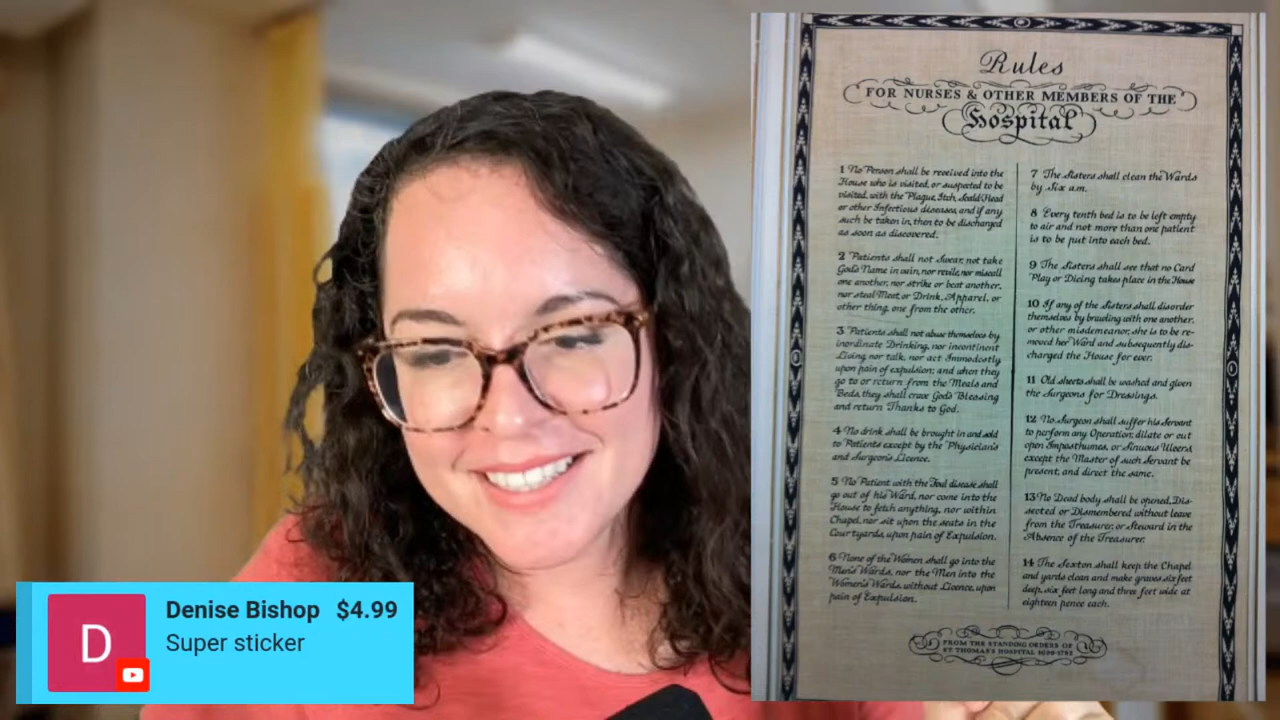 Rules
FOR NURSES & OTHER MEMBERS OF THE
Hospital
1 No Person shall be received into the
House who is visited, or suspected to be
visited, with the Plague, Itch, Scald Head
or other Infectious diseases, and if any
such be taken in, then to be discharged
as soon as discovered.
2 Patients shall not Swear, not take
God's Name in vain, nor revile, nor miscall
one another, nor strike or beat another,
nor steal Meat, or Drink, Apparel, or
other thing, one from the other.
3 Patients shall not abuse themselves by
inordinate Drinking, nor incontinent
Living, nor talk, nor act Immodestly
upon pain of expulsion; and when they
go to or return from the Meals and
Beds, they shall crave God's Blessing
and return Thanks to God.
4 No drink shall be brought in and sold
to Patients except by the Physician's
and Surgeon's Licence.
5 No Patient with the Foul disease shall
go out of his Ward, nor come into the
House to fetch anything, nor within
Chapel, nor sit upon the seats in the
Courtyards, upon pain of Expulsion.
6 None of the Women shall go into the
Men's Wards, nor the Men into the
Women's Wards, without Licence, upon
pain of Expulsion.
7 The Sisters shall clean the Wards
by Six a.m.
8 Every tenth bed is to be left empty
to air and not more than one patient
is to be put into each bed.
9 The Sisters shall see that no Card
Play or Dicing takes place in the House
10 If any of the Sisters shall disorder
themselves by brawling with one another,
or other misdemeanor, she is to be re-
moved her Ward and subsequently dis-
charged the House for ever.
11 Old sheets shall be washed and given
the Surgeons for Dressings.
12 No Surgeon shall suffer his Servant
to perform any Operation; dilate or cut
open Imposthumes, or Sinuous Ulcers
except the Master of such Servant be
present, and direct the same.
13 No Dead body shall be opened, Dis-
sected or Dismembered without leave
from the Treasurer, or Steward in the
Absence of the Treasurer.
14 The Sexton shall keep the Chapel
and yards clean and make graves six feet
deep, six feet long and three feet wide at
eighteen pence each.
FROM THE STANDING ORDERS OF
ST. THOMAS'S HOSPITAL 1699-1752
D
Denise Bishop $4.99
Super sticker